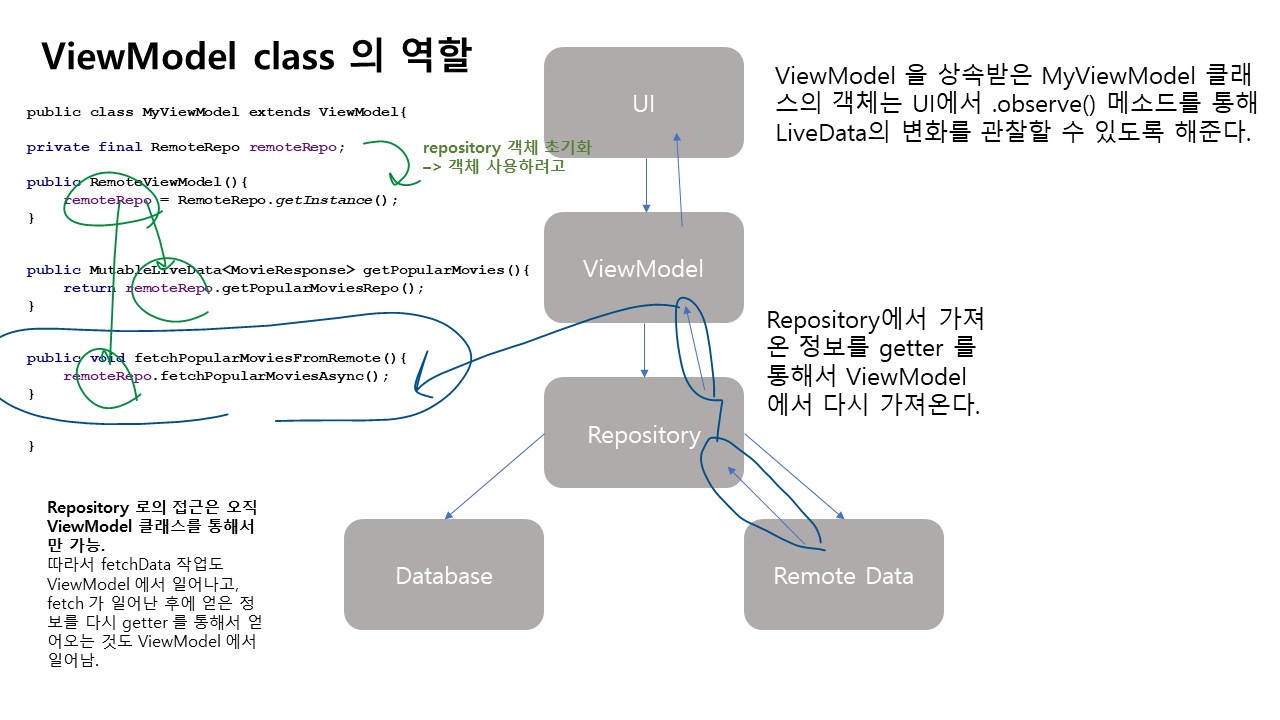 ViewModel class 의 역할
public class MyViewModel extends ViewModel{
private final RemoteRepo remoteRepo;
public RemoteViewModel(){
remoteRepo = RemoteRepo.getInstance();
}
public MutableLiveData<MovieResponse> getPopularMovies(){
return remoteRepo.getPopularMoviesRepo();
}
public void fetchPopularMoviesFromRemote(){
remoteRepo.fetchPopularMoviesAsync();
}
}
repository 객체 초기화
–> 객체 사용하려고
Repository 로의 접근은 오직
ViewModel 클래스를 통해서
만 가능.
따라서 fetchData 작업도
ViewModel 에서 일어나고,
fetch 가 일어난 후에 얻은 정
보를 다시 getter 를 통해서 얻
어오는 것도 ViewModel 에서
일어남.
UI
ViewModel
Repository
Database
Remote Data
ViewModel 을 상속받은 MyViewModel 클래
스의 객체는 UI에서 .observe() 메소드를 통해
LiveData의 변화를 관찰할 수 있도록 해준다.
Repository에서 가져
온 정보를 getter 를
통해서 ViewModel
에서 다시 가져온다.